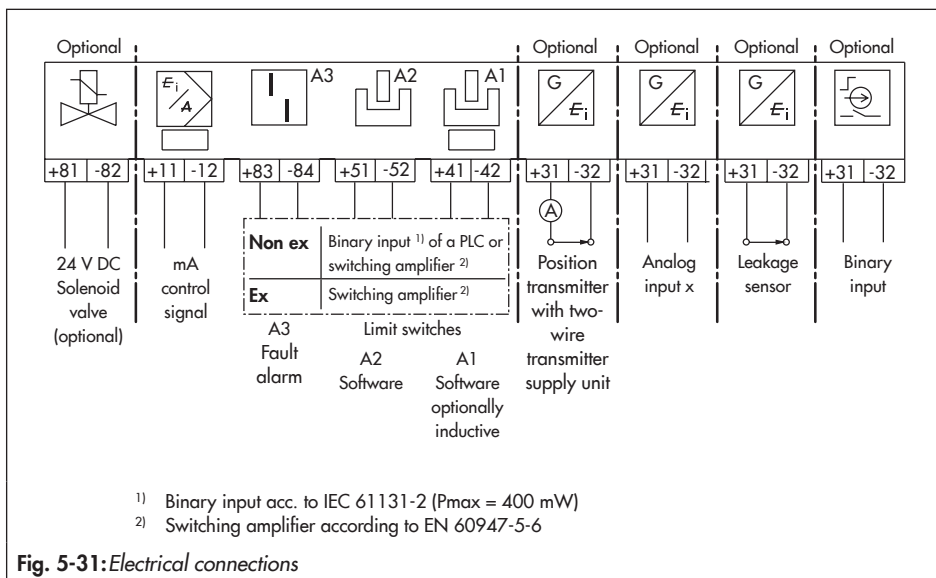 Optional Optional Optional Optional Optional
E i / A A3 A2 A1 G E i G E i G E i
+81 -82 +11 -12 +83 -84 +51 -52 +41 -42 +31 -32 +31 -32 +31 -32 +31 -32
A
24 V DC
Solenoid
valve
(optional)
mA
control
signal
Non ex Binary input 1) of a PLC or
switching amplifier 2)
Ex Switching amplifier 2)
A3
Fault
alarm
Limit switches
A2
Software
A1
Software
optionally
inductive
Position
transmitter
with two-
wire
transmitter
supply unit
Analog
input x
Leakage
sensor
Binary
input
1) Binary input acc. to IEC 61131-2 (Pmax = 400 mW)
2) Switching amplifier according to EN 60947-5-6
Fig. 5-31: Electrical connections